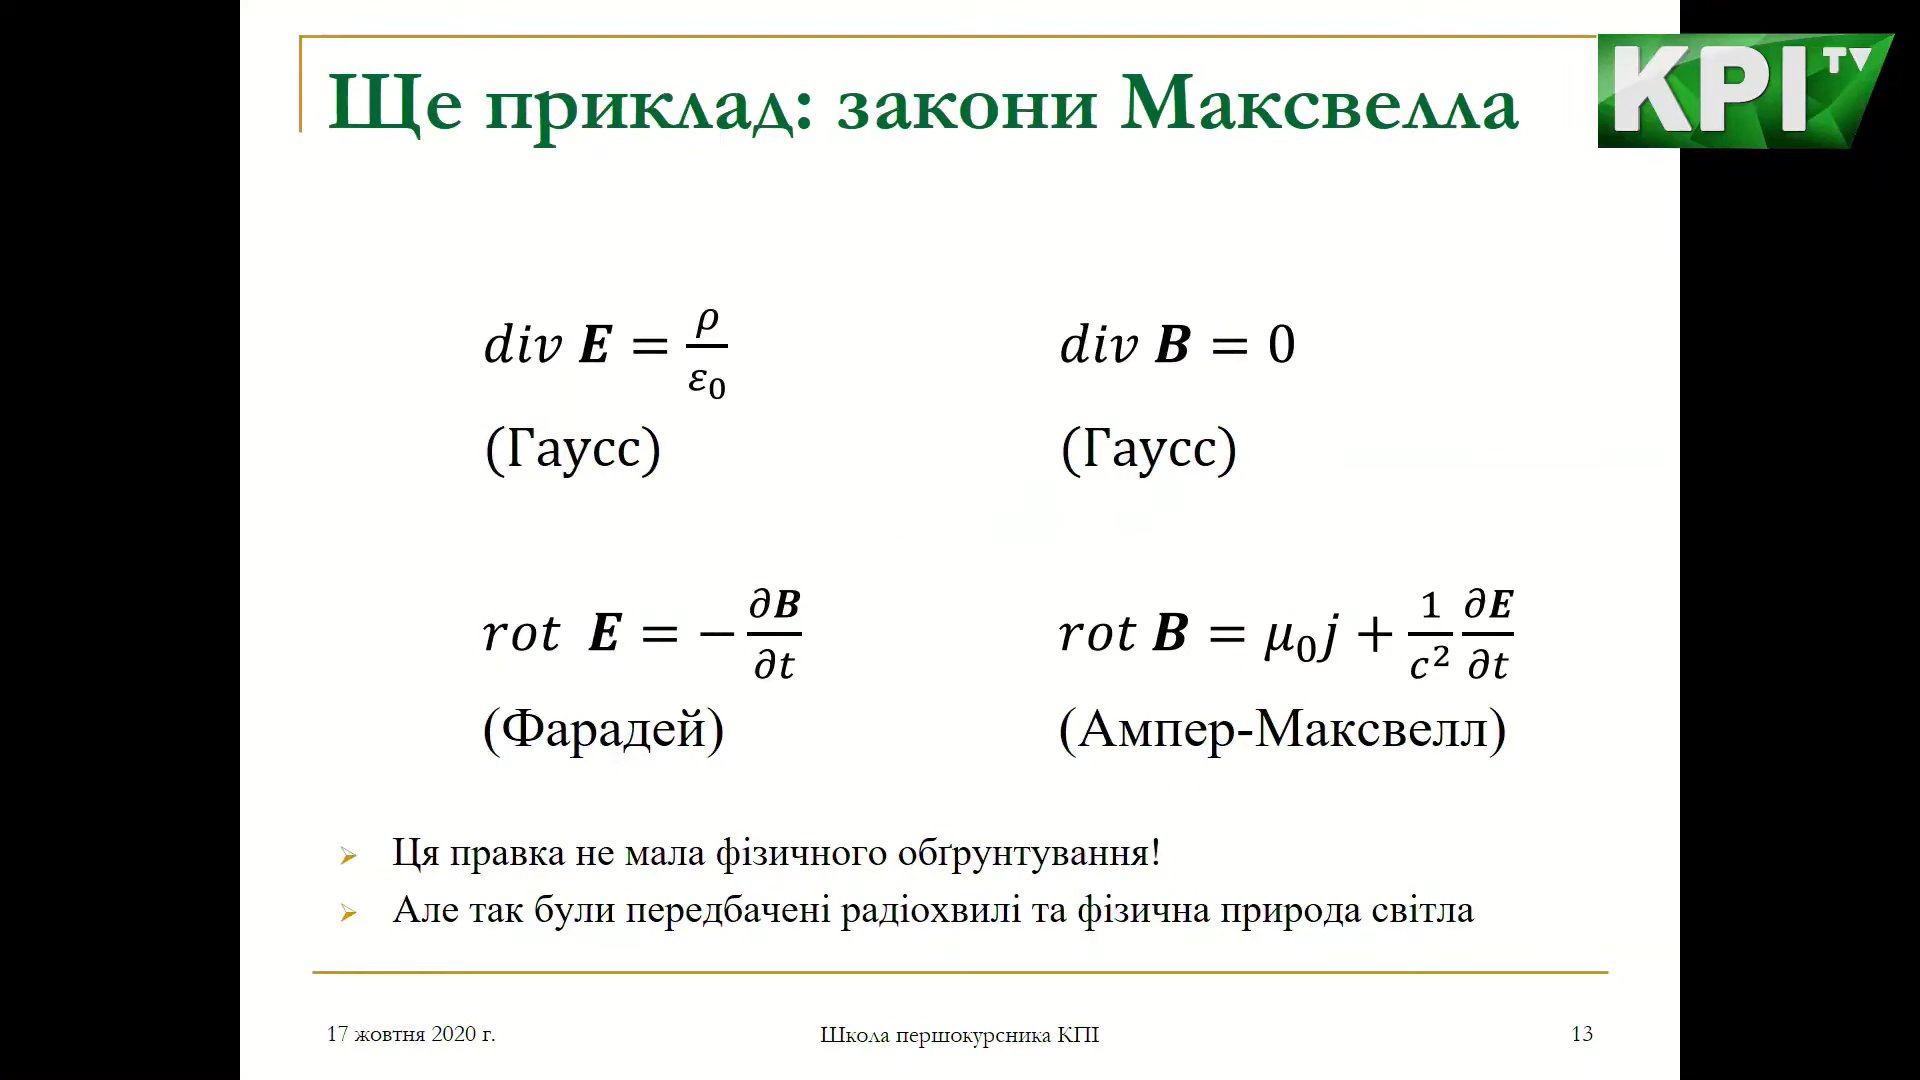 Ще приклад: закони Максвелла
KPI TV
div E = ρ/ε₀
div B = 0
(Гаусс)
(Гаусс)
rot E = −∂B/∂t
rot B = μ₀j + 1/c² ∂E/∂t
(Фарадей)
(Ампер-Максвелл)
Ця правка не мала фізичного обґрунтування!
Але так були передбачені радіохвилі та фізична природа світла
17 жовтня 2020 г.
Школа першокурсника КПІ
13